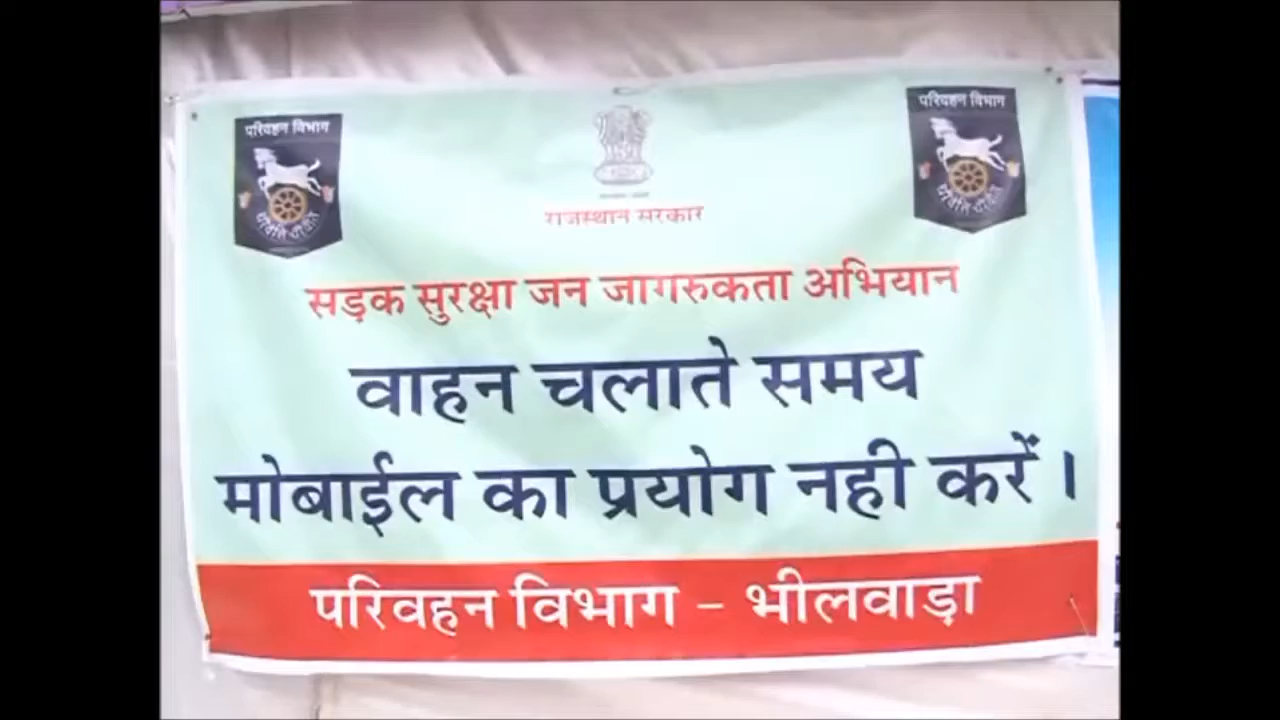 परिवहन विभाग
परिवहन विभाग
राजस्थान सरकार
सड़क सुरक्षा जन जागरुकता अभियान
वाहन चलाते समय
मोबाईल का प्रयोग नही करें।
परिवहन विभाग - भीलवाड़ा